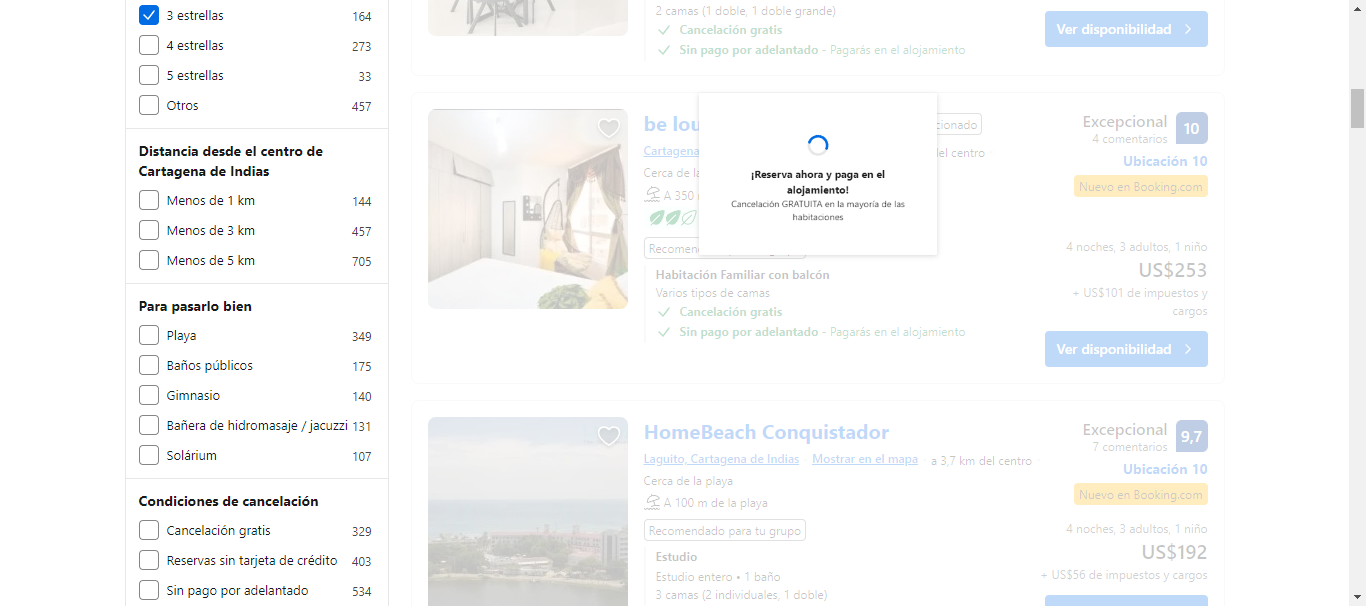 3 estrellas 164
4 estrellas 273
5 estrellas 33
Otros 457
Distancia desde el centro de
Cartagena de Indias
Menos de 1 km 144
Menos de 3 km 457
Menos de 5 km 705
Para pasarlo bien
Playa 349
Baños públicos 175
Gimnasio 140
Bañera de hidromasaje / jacuzzi 131
Solárium 107
Condiciones de cancelación
Cancelación gratis 329
Reservas sin tarjeta de crédito 403
Sin pago por adelantado 534
2 camas (1 doble, 1 doble grande)
Cancelación gratis
Sin pago por adelantado - Pagarás en el alojamiento
Ver disponibilidad
¡Reserva ahora y paga en el
alojamiento!
Cancelación GRATUITA en la mayoría de las
habitaciones
be lou
Cartagena
del centro
Cerca de la
A 350
Habitación Familiar con balcón
Varios tipos de camas
Cancelación gratis
Sin pago por adelantado - Pagarás en el alojamiento
Excepcional 10
4 comentarios
Ubicación 10
Nuevo en Booking.com
4 noches, 3 adultos, 1 niño
US$253
+ US$101 de impuestos y
cargos
Ver disponibilidad
HomeBeach Conquistador
Laguito, Cartagena de Indias Mostrar en el mapa a 3,7 km del centro
Cerca de la playa
A 100 m de la playa
Recomendado para tu grupo
Estudio
Estudio entero • 1 baño
3 camas (2 individuales, 1 doble)
Excepcional 9,7
7 comentarios
Ubicación 10
Nuevo en Booking.com
4 noches, 3 adultos, 1 niño
US$192
+ US$56 de impuestos y cargos